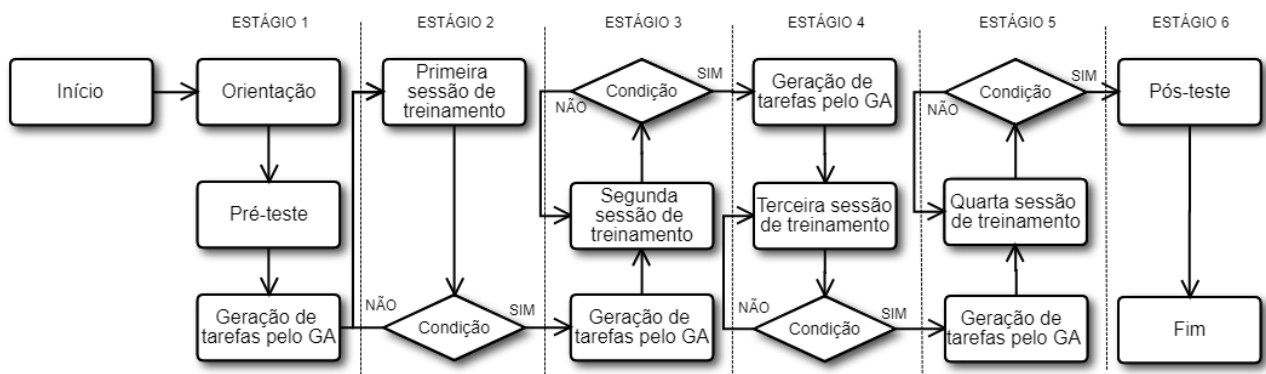 ESTÁGIO 1
ESTÁGIO 2
ESTÁGIO 3
ESTÁGIO 4
ESTÁGIO 5
ESTÁGIO 6
Início
Orientação
Pré-teste
Geração de
tarefas pelo GA
Primeira
sessão de
treinamento
NÃO
Condição
SIM
Geração de
tarefas pelo GA
Segunda
sessão de
treinamento
NÃO
Condição
SIM
Geração de
tarefas pelo GA
Terceira sessão
de treinamento
NÃO
Condição
SIM
Geração de
tarefas pelo GA
Quarta sessão
de treinamento
NÃO
Condição
SIM
Pós-teste
Fim